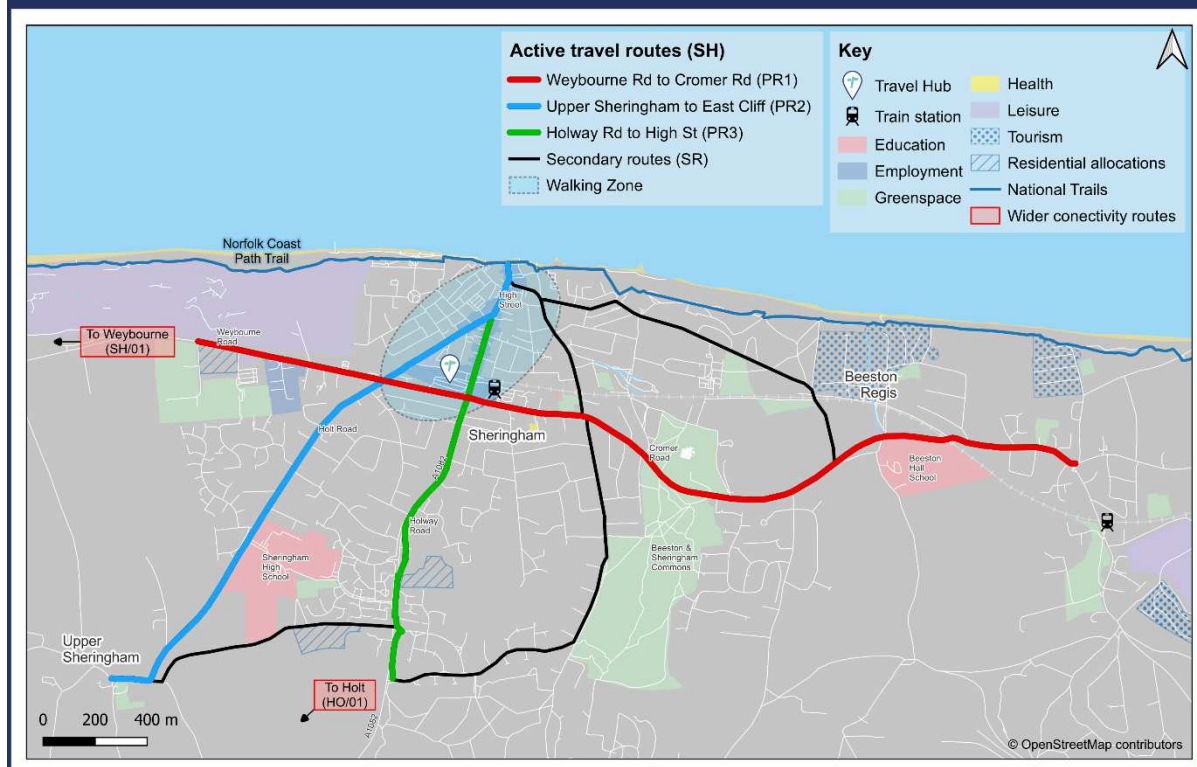 Active travel routes (SH)
Weybourne Rd to Cromer Rd (PR1)
Upper Sheringham to East Cliff (PR2)
Holway Rd to High St (PR3)
Secondary routes (SR)
Walking Zone
Key
Travel Hub
Train station
Education
Employment
Greenspace
Health
Leisure
Tourism
Residential allocations
National Trails
Wider conectivity routes
Norfolk Coast
Path Trail
High
Street
To Weybourne
(SH/01)
Weybourne
Road
Beeston
Regis
Holt Road
Sheringham
Cromer
Road
Beeston
Hall
School
A1082
Holway
Road
Sheringham
High
School
Beeston &
Sheringham
Commons
Upper
Sheringham
To Holt
(HO/01)
A1082
0 200 400 m
© OpenStreetMap contributors